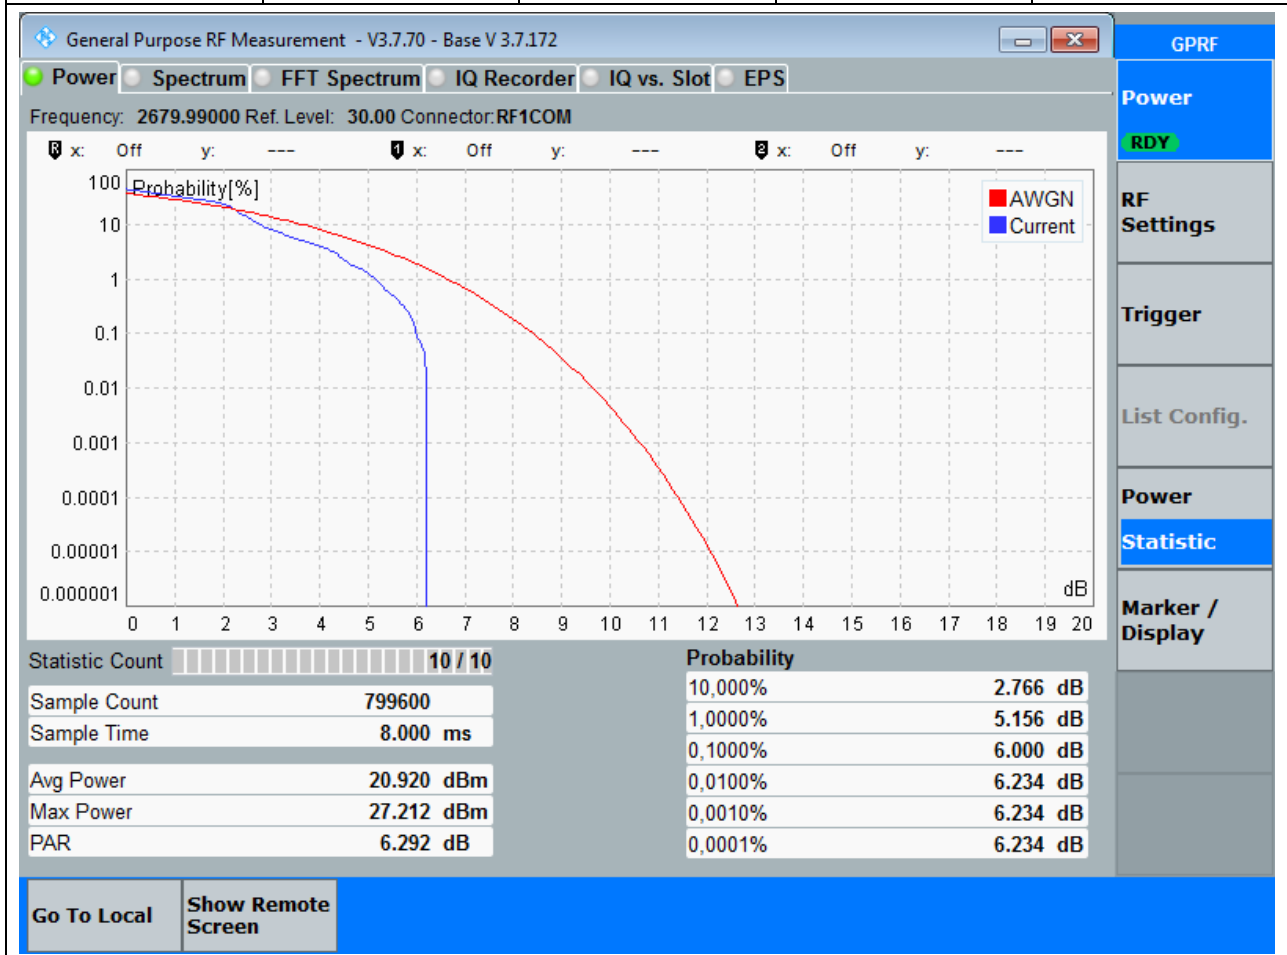 General Purpose RF Measurement - V3.7.70 - Base V 3.7.172
GPRF
Power Spectrum FFT Spectrum IQ Recorder IQ vs. Slot EPS
Frequency: 2679.99000 Ref. Level: 30.00 Connector: RF1COM
R x: Off y: --- 1 x: Off y: --- 2 x: Off y: ---
Probability[%]
100
10
1
0.1
0.01
0.001
0.0001
0.00001
0.000001
AWGN
Current
dB
0 1 2 3 4 5 6 7 8 9 10 11 12 13 14 15 16 17 18 19 20
Statistic Count 10 / 10
Sample Count 799600
Sample Time 8.000 ms
Avg Power 20.920 dBm
Max Power 27.212 dBm
PAR 6.292 dB
Probability
10,000% 2.766 dB
1,0000% 5.156 dB
0,1000% 6.000 dB
0,0100% 6.234 dB
0,0010% 6.234 dB
0,0001% 6.234 dB
Power
RDY
RF
Settings
Trigger
List Config.
Power
Statistic
Marker /
Display
Go To Local
Show Remote
Screen